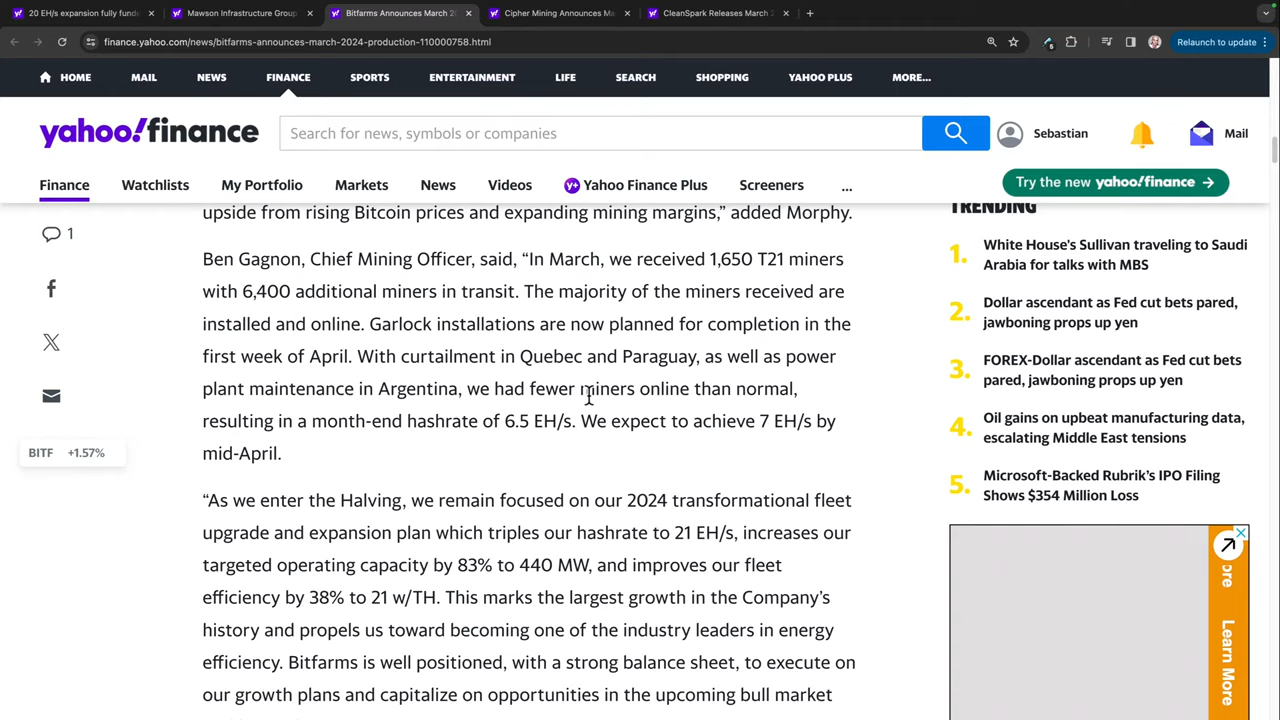 20 EH/s expansion fully funded
Mawson Infrastructure Group
Bitfarms Announces March 20
Cipher Mining Announces Ma
CleanSpark Releases March 2
finance.yahoo.com/news/bitfarms-announces-march-2024-production-110000758.html
Relaunch to update
HOME MAIL NEWS FINANCE SPORTS ENTERTAINMENT LIFE SEARCH SHOPPING YAHOO PLUS MORE...
yahoo!finance
Search for news, symbols or companies
Sebastian
Mail
Finance Watchlists My Portfolio Markets News Videos Y+ Yahoo Finance Plus Screeners ...
Try the new yahoo!finance
upside from rising Bitcoin prices and expanding mining margins,” added Morphy.
1
Ben Gagnon, Chief Mining Officer, said, “In March, we received 1,650 T21 miners
with 6,400 additional miners in transit. The majority of the miners received are
installed and online. Garlock installations are now planned for completion in the
first week of April. With curtailment in Quebec and Paraguay, as well as power
plant maintenance in Argentina, we had fewer miners online than normal,
resulting in a month-end hashrate of 6.5 EH/s. We expect to achieve 7 EH/s by
mid-April.
BITF +1.57%
“As we enter the Halving, we remain focused on our 2024 transformational fleet
upgrade and expansion plan which triples our hashrate to 21 EH/s, increases our
targeted operating capacity by 83% to 440 MW, and improves our fleet
efficiency by 38% to 21 w/TH. This marks the largest growth in the Company’s
history and propels us toward becoming one of the industry leaders in energy
efficiency. Bitfarms is well positioned, with a strong balance sheet, to execute on
our growth plans and capitalize on opportunities in the upcoming bull market
TRENDING
1. White House's Sullivan traveling to Saudi
Arabia for talks with MBS
2. Dollar ascendant as Fed cut bets pared,
jawboning props up yen
3. FOREX-Dollar ascendant as Fed cut bets
pared, jawboning props up yen
4. Oil gains on upbeat manufacturing data,
escalating Middle East tensions
5. Microsoft-Backed Rubrik’s IPO Filing
Shows $354 Million Loss
ore
Learn More